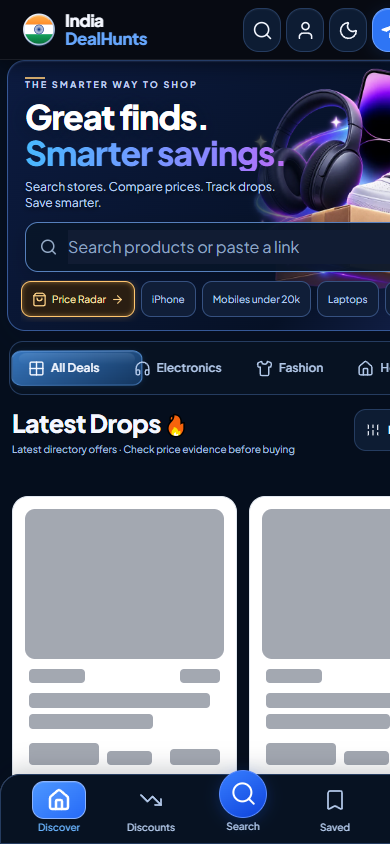 India
DealHunts
THE SMARTER WAY TO SHOP
Great finds.
Smarter savings.
Search stores. Compare prices. Track drops.
Save smarter.
Search products or paste a link
Price Radar → iPhone Mobiles under 20k Laptops
All Deals Electronics Fashion
Latest Drops 🔥
Latest directory offers · Check price evidence before buying
Discover Discounts Search Saved